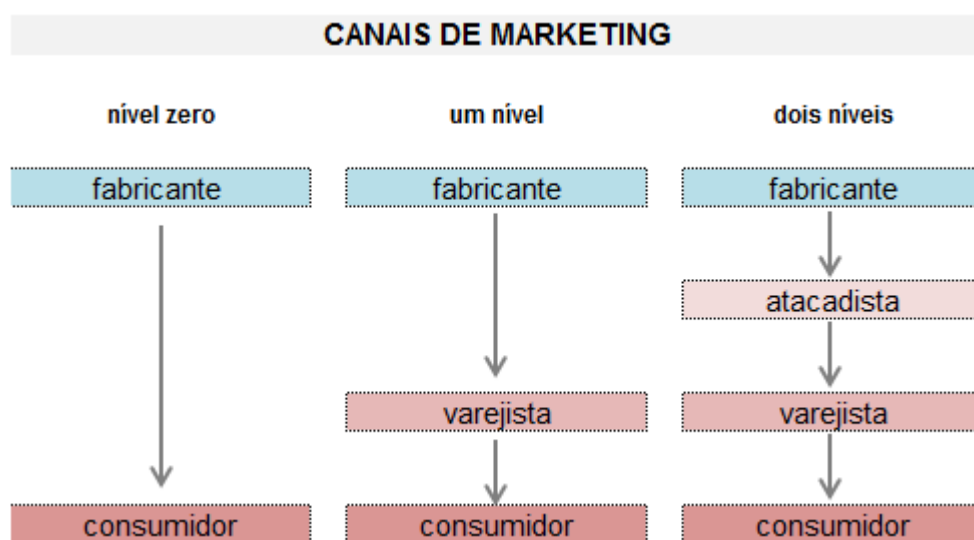 CANAIS DE MARKETING
nível zero
um nível
dois níveis
fabricante
fabricante
fabricante
atacadista
varejista
varejista
consumidor
consumidor
consumidor